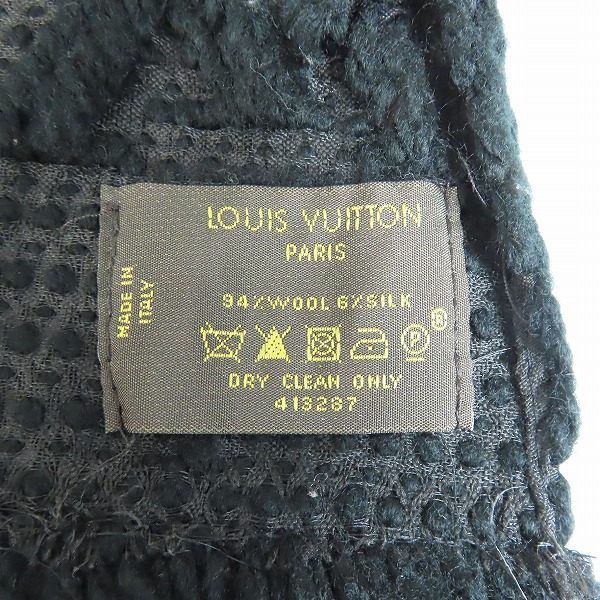 LOUIS VUITTON
PARIS
MADE IN
ITALY
94%WOOL 6%SILK
P
®
DRY CLEAN ONLY
413287